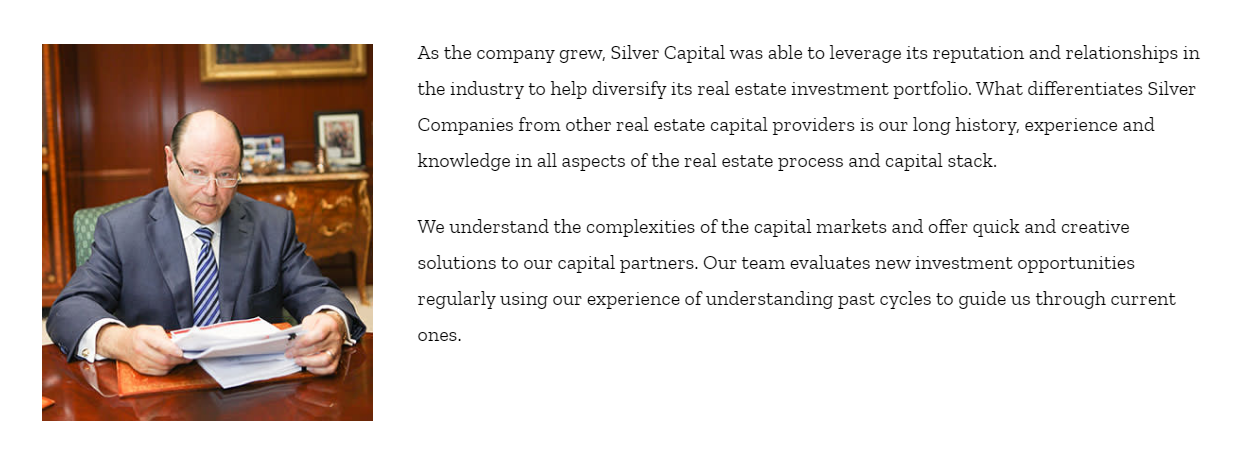 As the company grew, Silver Capital was able to leverage its reputation and relationships in
the industry to help diversify its real estate investment portfolio. What differentiates Silver
Companies from other real estate capital providers is our long history, experience and
knowledge in all aspects of the real estate process and capital stack.
We understand the complexities of the capital markets and offer quick and creative
solutions to our capital partners. Our team evaluates new investment opportunities
regularly using our experience of understanding past cycles to guide us through current
ones.